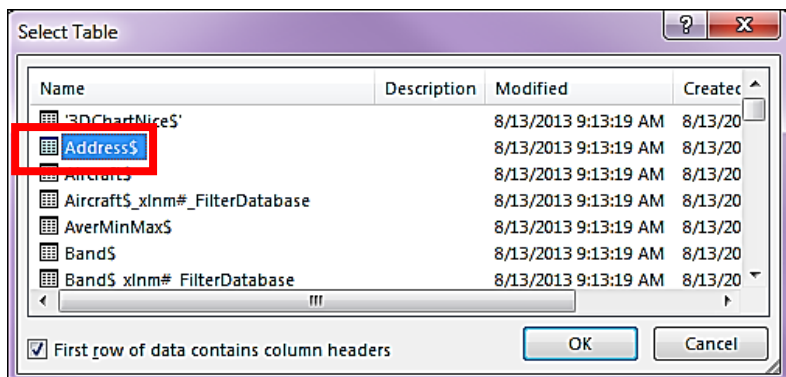 Select Table
Name Description Modified Created
'3DChartNice$' 8/13/2013 9:13:19 AM 8/13/20
Address$ 8/13/2013 9:13:19 AM 8/13/20
Aircraft$ 8/13/2013 9:13:19 AM 8/13/20
Aircraft$_xlnm#_FilterDatabase 8/13/2013 9:13:19 AM 8/13/20
AverMinMax$ 8/13/2013 9:13:19 AM 8/13/20
Band$ 8/13/2013 9:13:19 AM 8/13/20
Band$_xlnm#_FilterDatabase 8/13/2013 9:13:19 AM 8/13/20
First row of data contains column headers OK Cancel